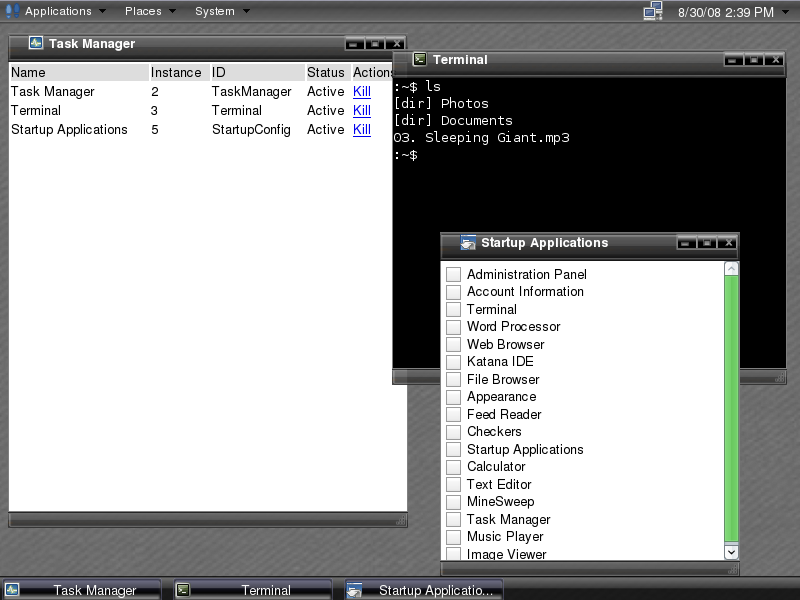 Applications Places System 8/30/08 2:39 PM
Task Manager
Name Instance ID Status Actions
Task Manager 2 TaskManager Active Kill
Terminal 3 Terminal Active Kill
Startup Applications 5 StartupConfig Active Kill
Terminal
:~$ ls
[dir] Photos
[dir] Documents
03. Sleeping Giant.mp3
:~$
Startup Applications
Administration Panel
Account Information
Terminal
Word Processor
Web Browser
Katana IDE
File Browser
Appearance
Feed Reader
Checkers
Startup Applications
Calculator
Text Editor
MineSweep
Task Manager
Music Player
Image Viewer
Task Manager Terminal Startup Applicatio...